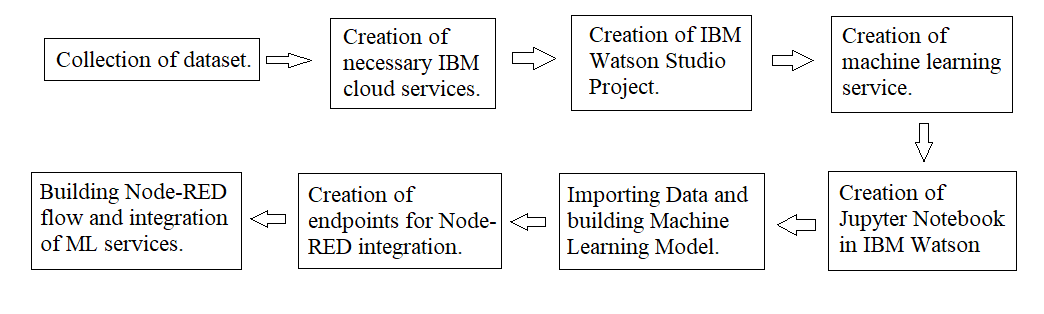 Collection of dataset.
Creation of
necessary IBM
cloud services.
Creation of IBM
Watson Studio
Project.
Creation of
machine learning
service.
Creation of
Jupyter Notebook
in IBM Watson
Importing Data and
building Machine
Learning Model.
Creation of
endpoints for Node-
RED integration.
Building Node-RED
flow and integration
of ML services.